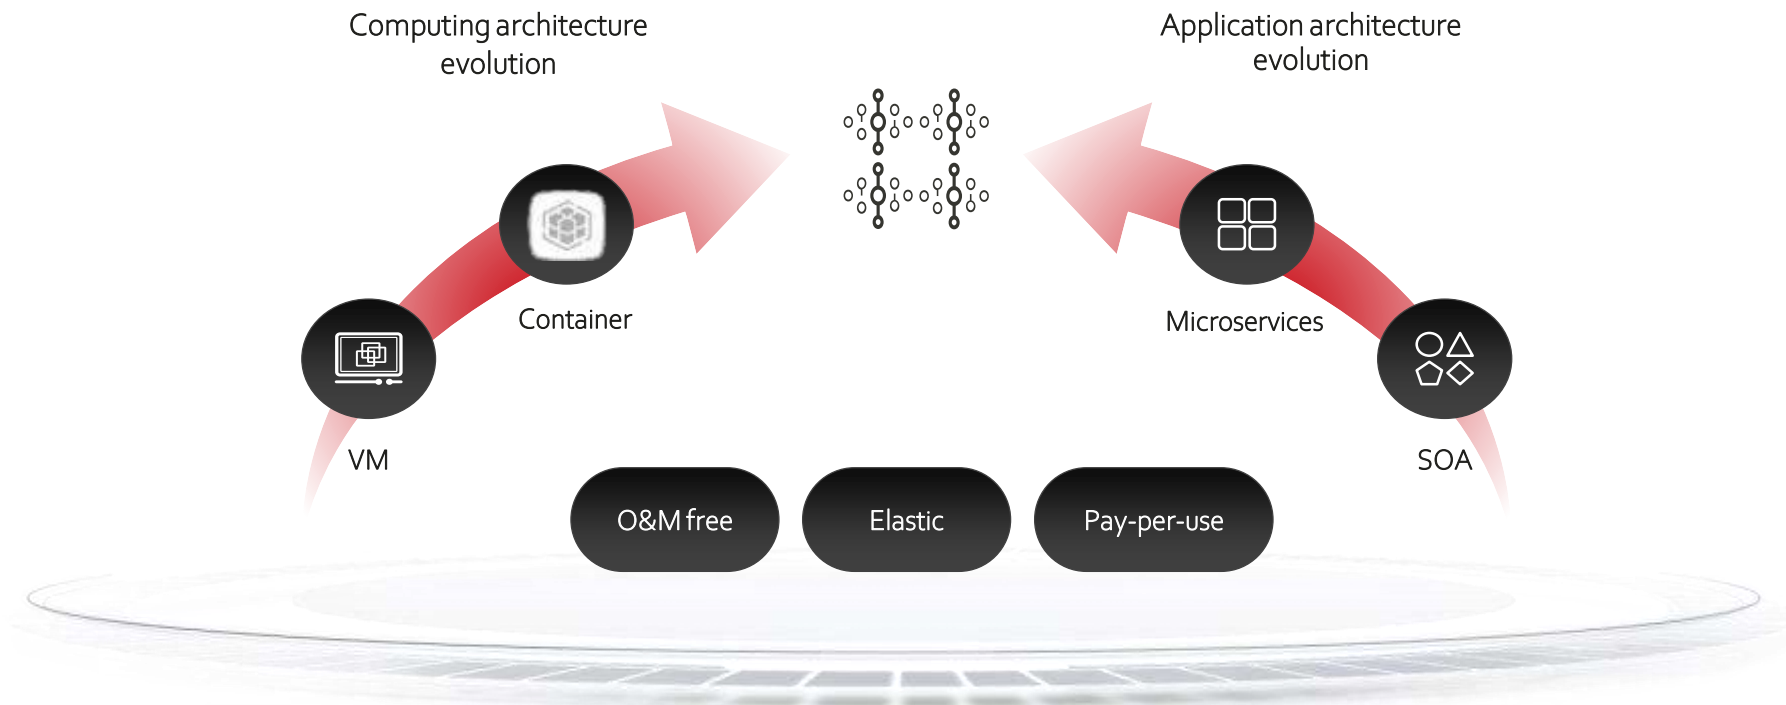 Computing architecture
evolution
Application architecture
evolution
Container
Microservices
VM
SOA
O&M free
Elastic
Pay-per-use